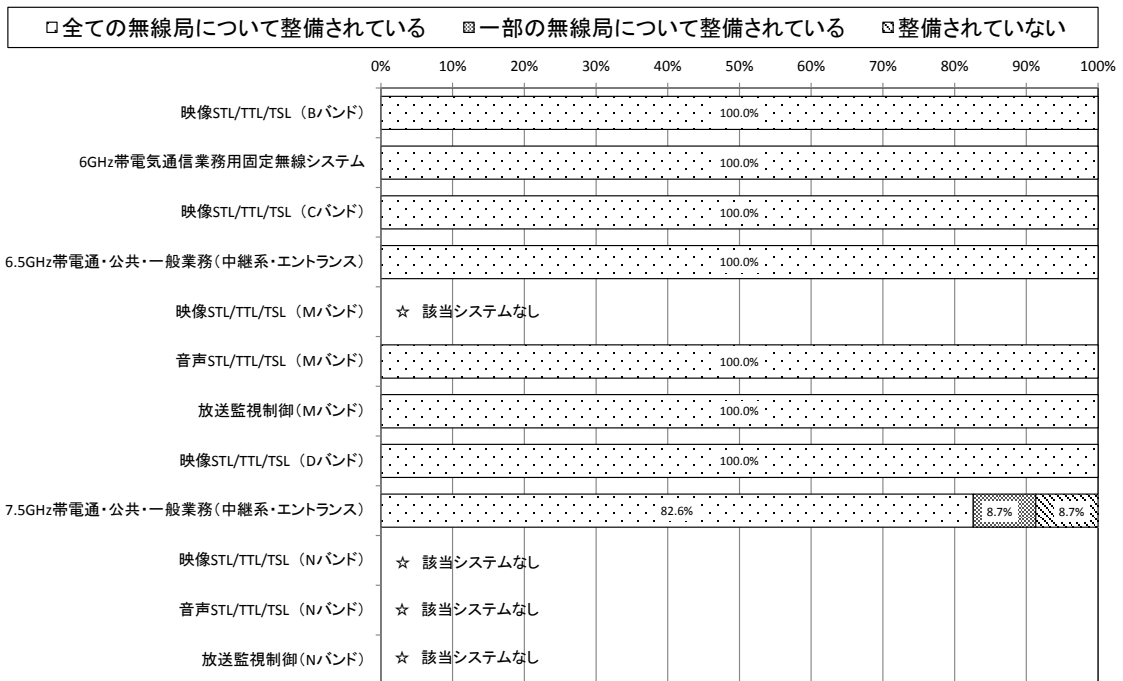 全ての無線局について整備されている 一部の無線局について整備されている 整備されていない
0% 10% 20% 30% 40% 50% 60% 70% 80% 90% 100%
映像STL/TTL/TSL（Bバンド） 100.0%
6GHz帯電気通信業務用固定無線システム 100.0%
映像STL/TTL/TSL（Cバンド） 100.0%
6.5GHz帯電通・公共・一般業務（中継系・エントランス） 100.0%
映像STL/TTL/TSL（Mバンド） ☆ 該当システムなし
音声STL/TTL/TSL（Mバンド） 100.0%
放送監視制御（Mバンド） 100.0%
映像STL/TTL/TSL（Dバンド） 100.0%
7.5GHz帯電通・公共・一般業務（中継系・エントランス） 82.6% 8.7% 8.7%
映像STL/TTL/TSL（Nバンド） ☆ 該当システムなし
音声STL/TTL/TSL（Nバンド） ☆ 該当システムなし
放送監視制御（Nバンド） ☆ 該当システムなし